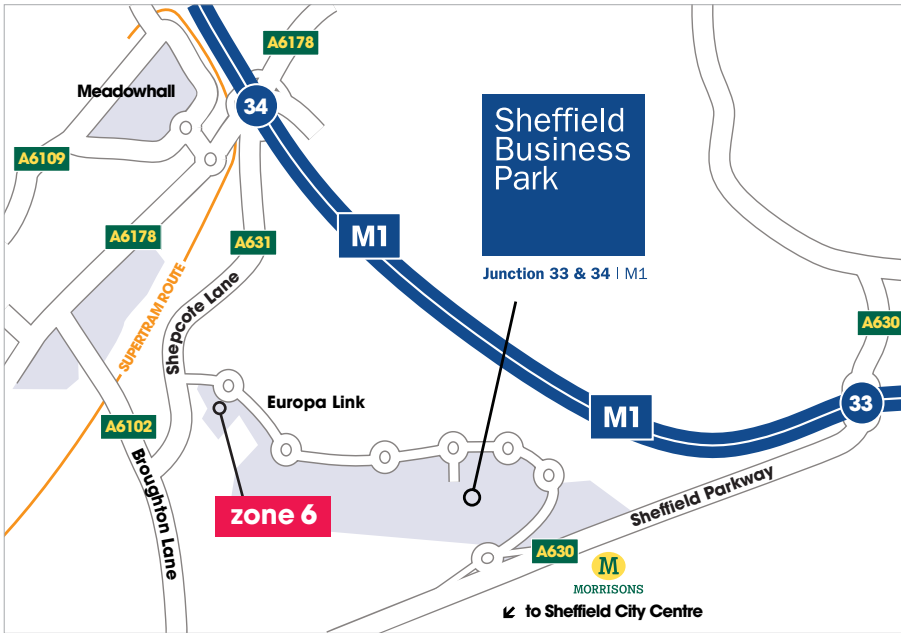 A6178
Meadowhall
34
Sheffield
Business
Park
A6109
A6178
A631
M1
Junction 33 & 34 | M1
SUPERTRAM ROUTE
Shepcote Lane
A630
Europa Link
33
M1
A6102
Broughton Lane
zone 6
Sheffield Parkway
A630
M
MORRISONS
↙ to Sheffield City Centre